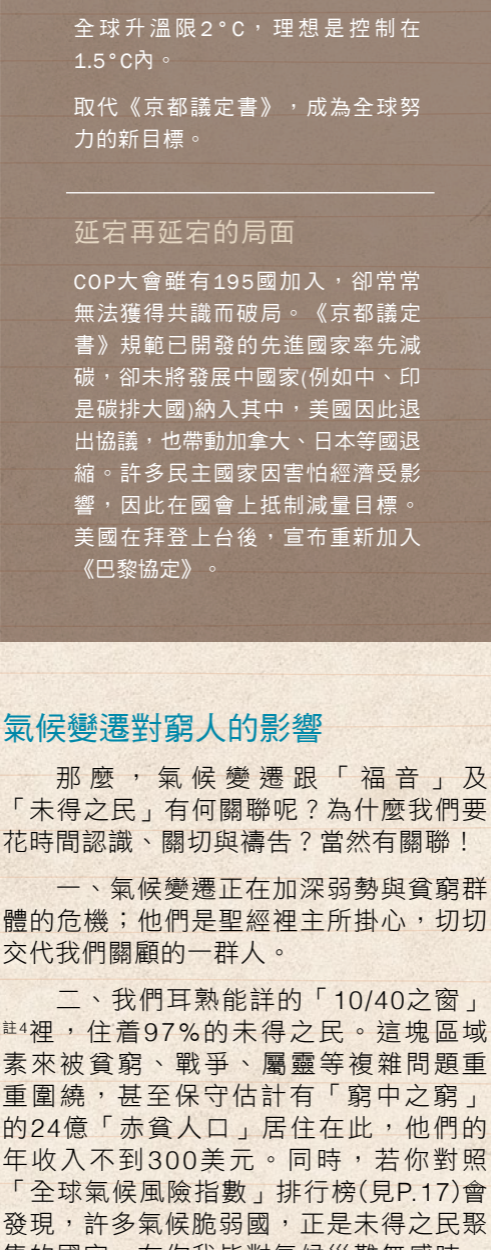 全球升溫限2°C，理想是控制在
1.5°C內。
取代《京都議定書》，成為全球努
力的新目標。
延宕再延宕的局面
COP大會雖有195國加入，卻常常
無法獲得共識而破局。《京都議定
書》規範已開發的先進國家率先減
碳，卻未將發展中國家(例如中、印
是碳排大國)納入其中，美國因此退
出協議，也帶動加拿大、日本等國退
縮。許多民主國家因害怕經濟受影
響，因此在國會上抵制減量目標。
美國在拜登上台後，宣布重新加入
《巴黎協定》。
氣候變遷對窮人的影響
那麼，氣候變遷跟「福音」及
「未得之民」有何關聯呢？為什麼我們要
花時間認識、關切與禱告？當然有關聯！
一、氣候變遷正在加深弱勢與貧窮群
體的危機；他們是聖經裡主所掛心，切切
交代我們關顧的一群人。
二、我們耳熟能詳的「10/40之窗」
註4裡，住着97%的未得之民。這塊區域
素來被貧窮、戰爭、屬靈等複雜問題重
重圍繞，甚至保守估計有「窮中之窮」
的24億「赤貧人口」居住在此，他們的
年收入不到300美元。同時，若你對照
「全球氣候風險指數」排行榜(見P.17)會
發現，許多氣候脆弱國，正是未得之民聚